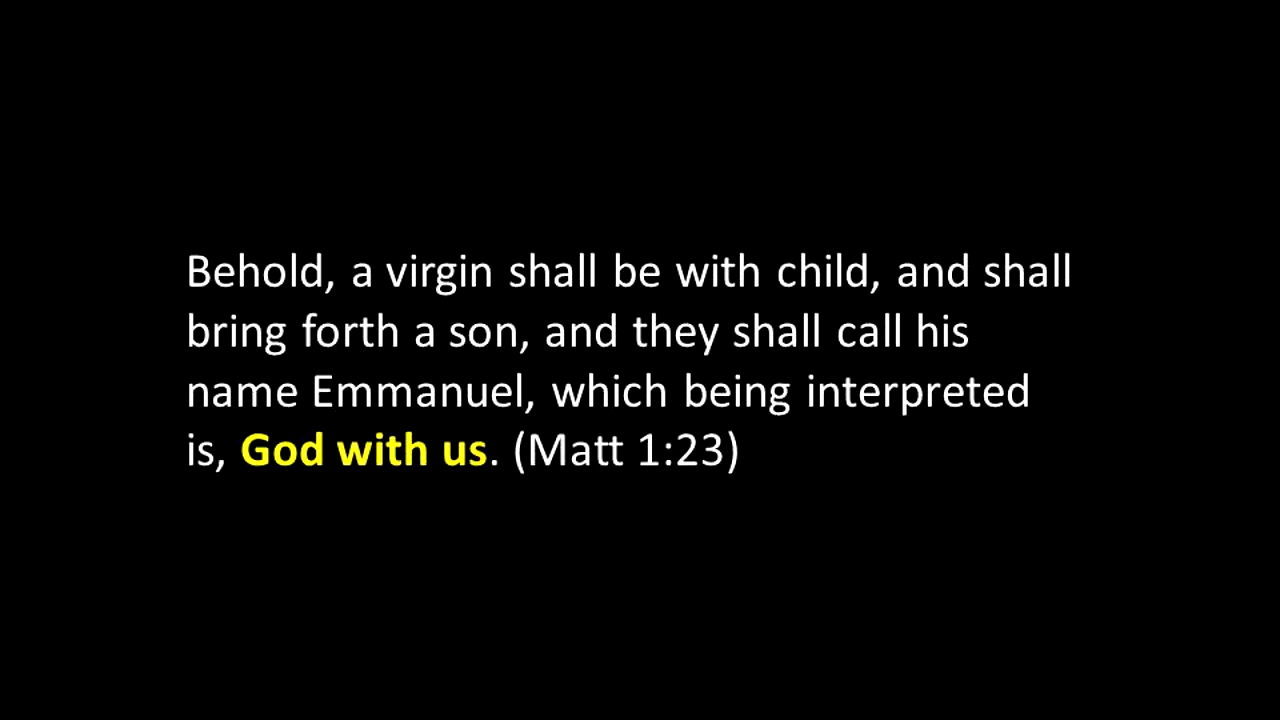 Behold, a virgin shall be with child, and shall
bring forth a son, and they shall call his
name Emmanuel, which being interpreted
is, God with us. (Matt 1:23)